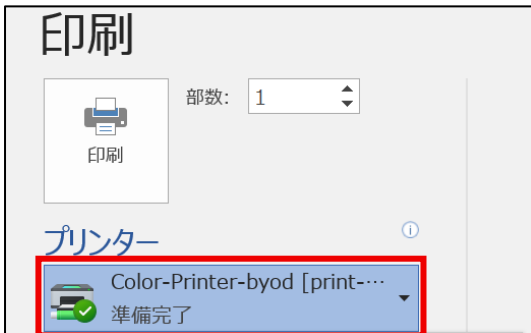 印刷
部数: 1
印刷
プリンター
Color-Printer-byod [print-…
準備完了